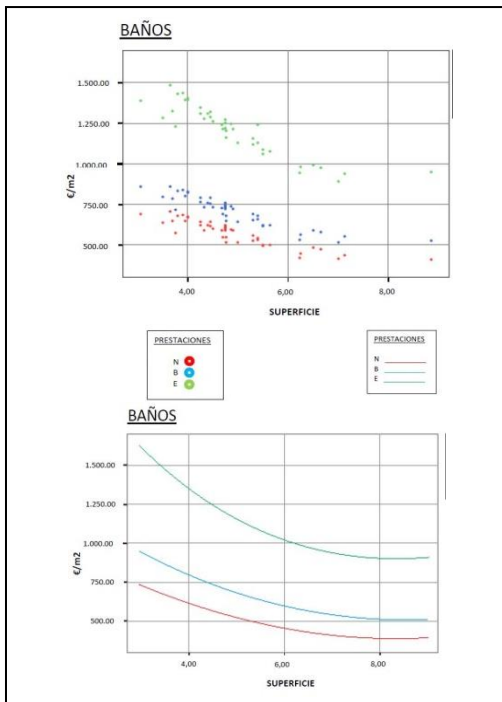 BAÑOS
1.500.00
1.250.00
1.000.00
750.00
500.00
€/m2
4,00 6,00 8,00
SUPERFICIE
PRESTACIONES
N
B
E
PRESTACIONES
N
B
E
BAÑOS
1.500.00
1.250.00
1.000.00
750.00
500.00
€/m2
4,00 6,00 8,00
SUPERFICIE